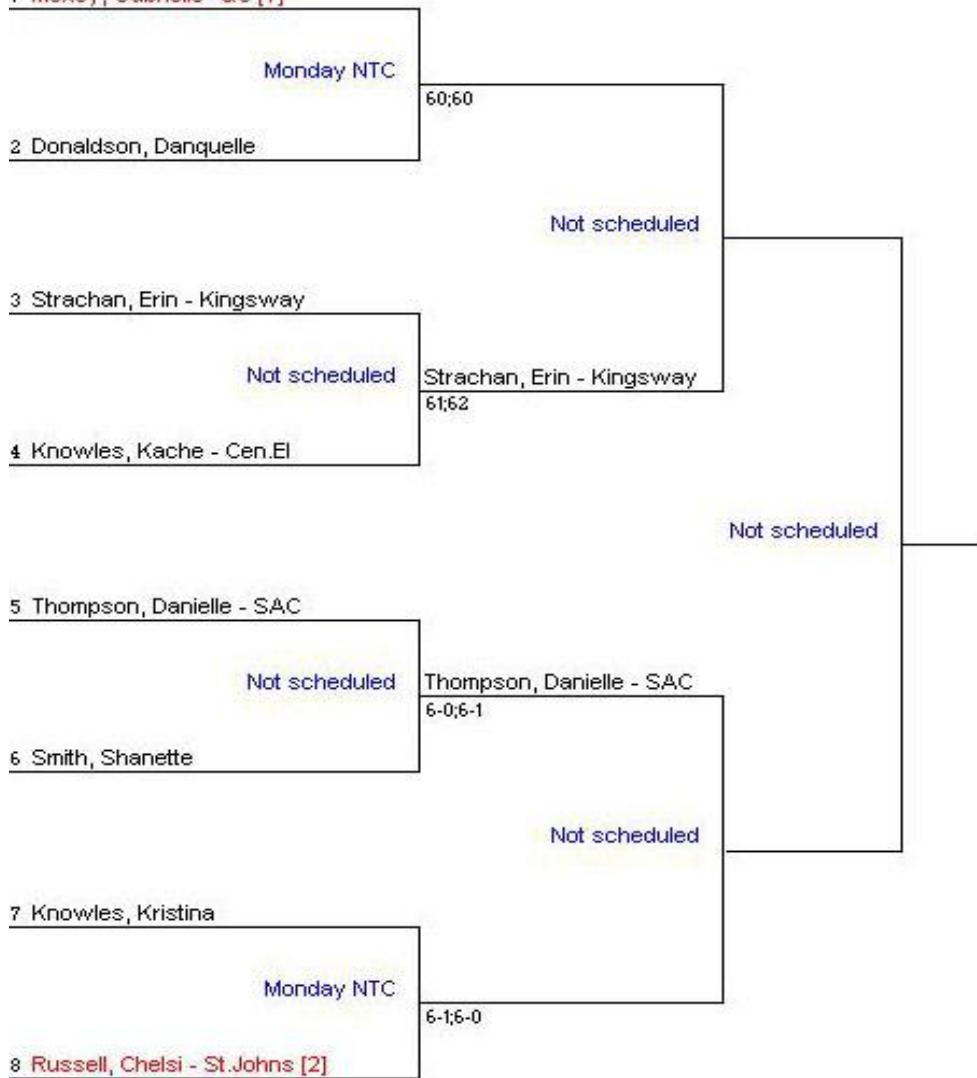 Monday NTC
60;60
2 Donaldson, Danquelle
Not scheduled
3 Strachan, Erin - Kingsway
Not scheduled
Strachan, Erin - Kingsway
61;62
4 Knowles, Kache - Cen.El
Not scheduled
5 Thompson, Danielle - SAC
Not scheduled
Thompson, Danielle - SAC
6-0;6-1
6 Smith, Shanette
Not scheduled
7 Knowles, Kristina
Monday NTC
6-1;6-0
8 Russell, Chelsi - St.Johns [2]